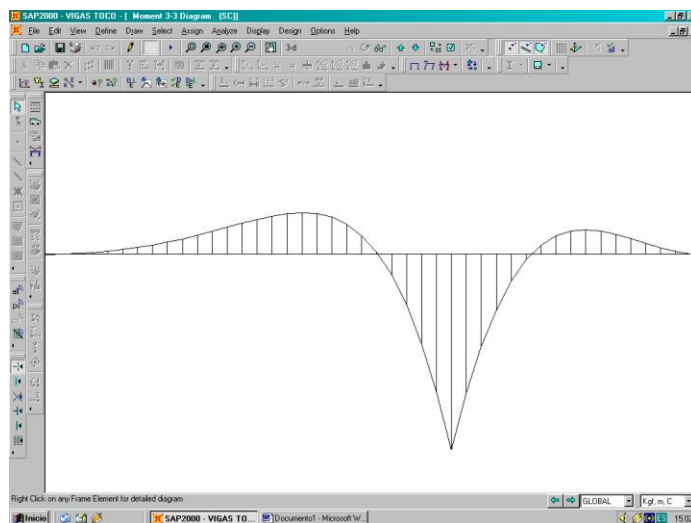 SAP2000 - VIGAS TOCO - [ Moment 3-3 Diagram (SC)]
File Edit View Define Draw Select Assign Analyze Display Design Options Help
3-d
Right Click on any Frame Element for detailed diagram
GLOBAL
Kgf, m, C
Inicio
SAP2000 - VIGAS TO...
Documento1 - Microsoft W...
ES
15:02